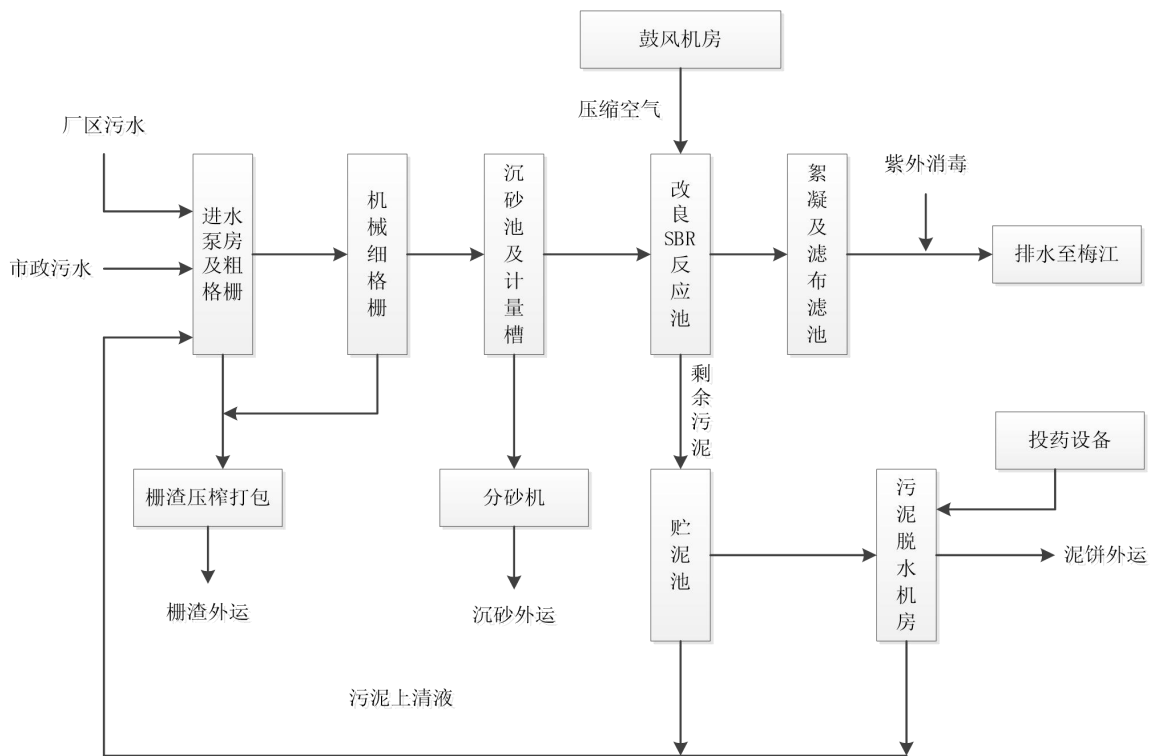 鼓风机房
压缩空气
厂区污水
市政污水
进水
泵房
及粗
格栅
机械细格栅
沉砂池及计量槽
改良SBR反应池
絮凝及滤布滤池
紫外消毒
排水至梅江
剩余污泥
投药设备
栅渣压榨打包
分砂机
贮泥池
污泥脱水机房
泥饼外运
栅渣外运
沉砂外运
污泥上清液